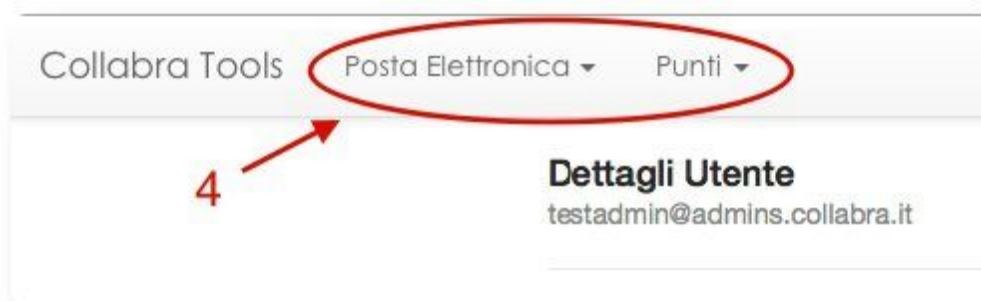 Collabra Tools Posta Elettronica Punti
4
Dettagli Utente
testadmin@admins.collabra.it